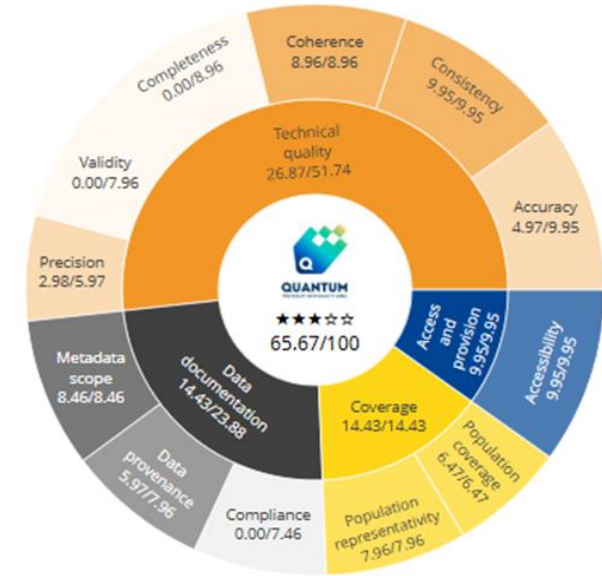 Completeness
0.00/8.96
Coherence
8.96/8.96
Consistency
9.95/9.95
Accuracy
4.97/9.95
Validity
0.00/7.96
Precision
2.98/5.97
Technical
quality
26.87/51.74
QUANTUM
★★★☆☆
65.67/100
Access
and
provision
9.95/9.95
Accessibility
9.95/9.95
Metadata
scope
8.46/8.46
Data
documentation
14.43/23.88
Coverage
14.43/14.43
Population
coverage
6.47/6.47
Data
provenance
5.97/7.96
Compliance
0.00/7.46
Population
representativity
7.96/7.96